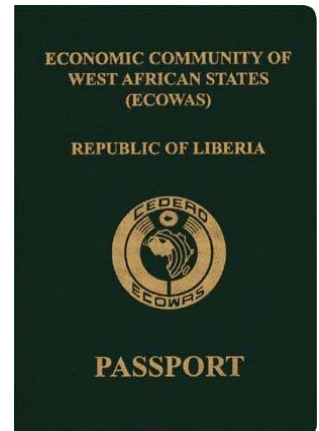 ECONOMIC COMMUNITY OF
WEST AFRICAN STATES
(ECOWAS)
REPUBLIC OF LIBERIA
CEDEAO
ECOWAS
PASSPORT